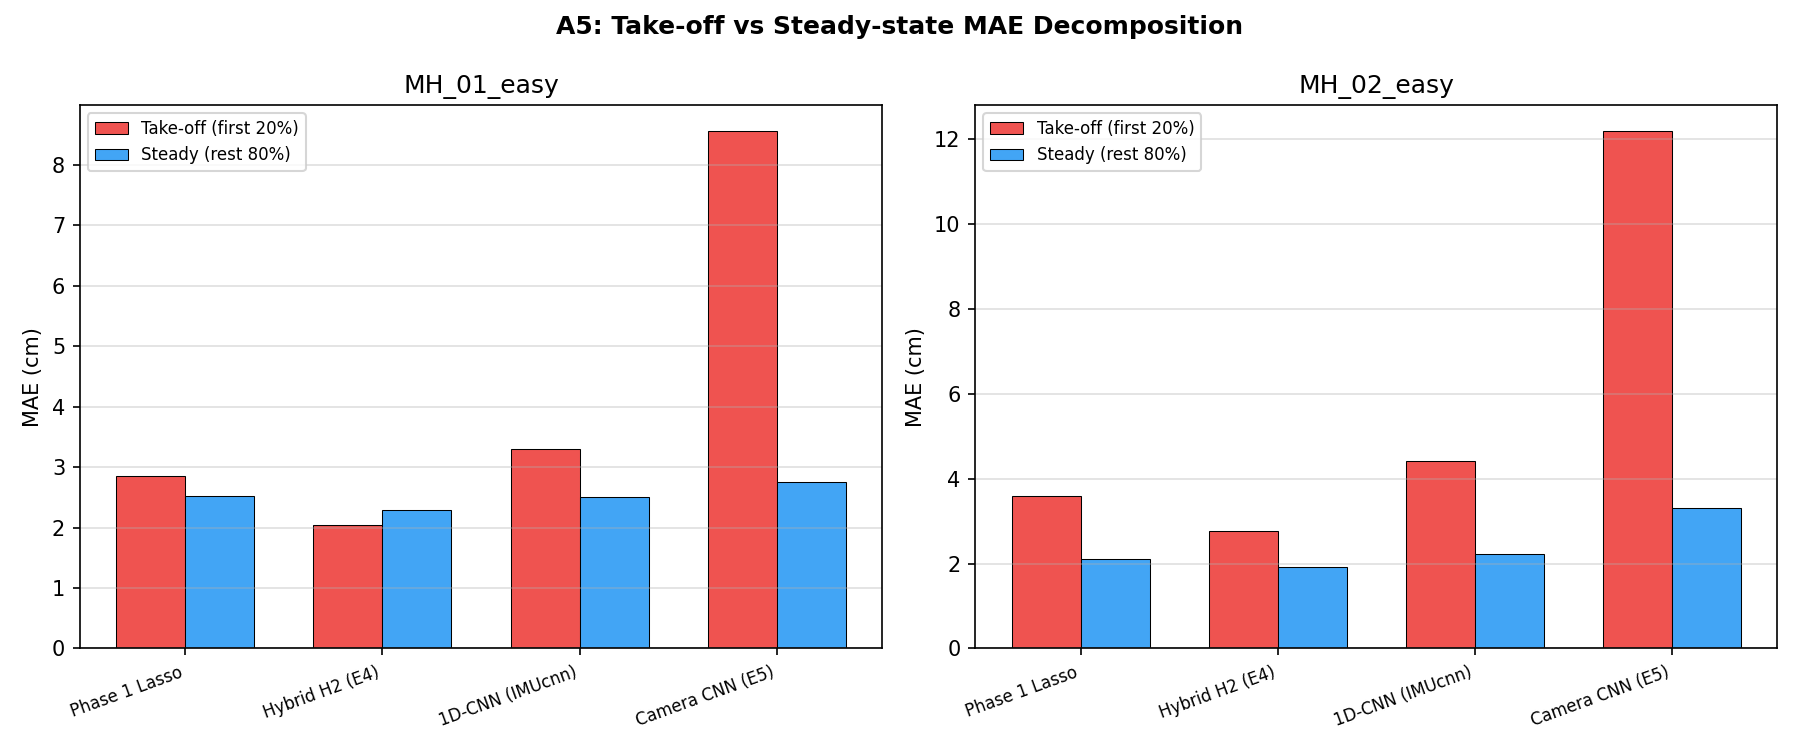 A5: Take-off vs Steady-state MAE Decomposition
MH_01_easy
Take-off (first 20%)
Steady (rest 80%)
MAE (cm)
8
7
6
5
4
3
2
1
0
Phase 1 Lasso
Hybrid H2 (E4)
1D-CNN (IMUcnn)
Camera CNN (E5)
MH_02_easy
Take-off (first 20%)
Steady (rest 80%)
MAE (cm)
12
10
8
6
4
2
0
Phase 1 Lasso
Hybrid H2 (E4)
1D-CNN (IMUcnn)
Camera CNN (E5)